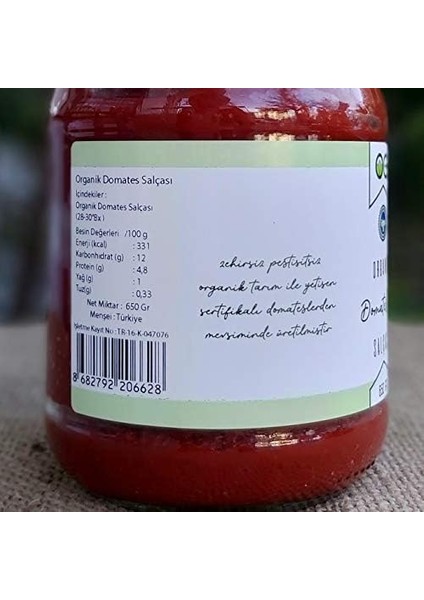 Organik Domates Salçası
İçindekiler :
Organik Domates Salçası
(28-30°Bx )
Besin Değerleri /100 g
Enerji (kcal) : 331
Karbonhidrat (g) : 12
Protein (g) : 4,8
Yağ (g) : 1
Tuz(g) : 0,33
Net Miktar : 650 Gr
Menşei : Türkiye
İşletme Kayıt No : TR-16-K-047076
8 682792 206628
zehirsiz pestisitsiz
organik tarım ile yetişen
sertifikalı domateslerden
mevsiminde üretilmiştir